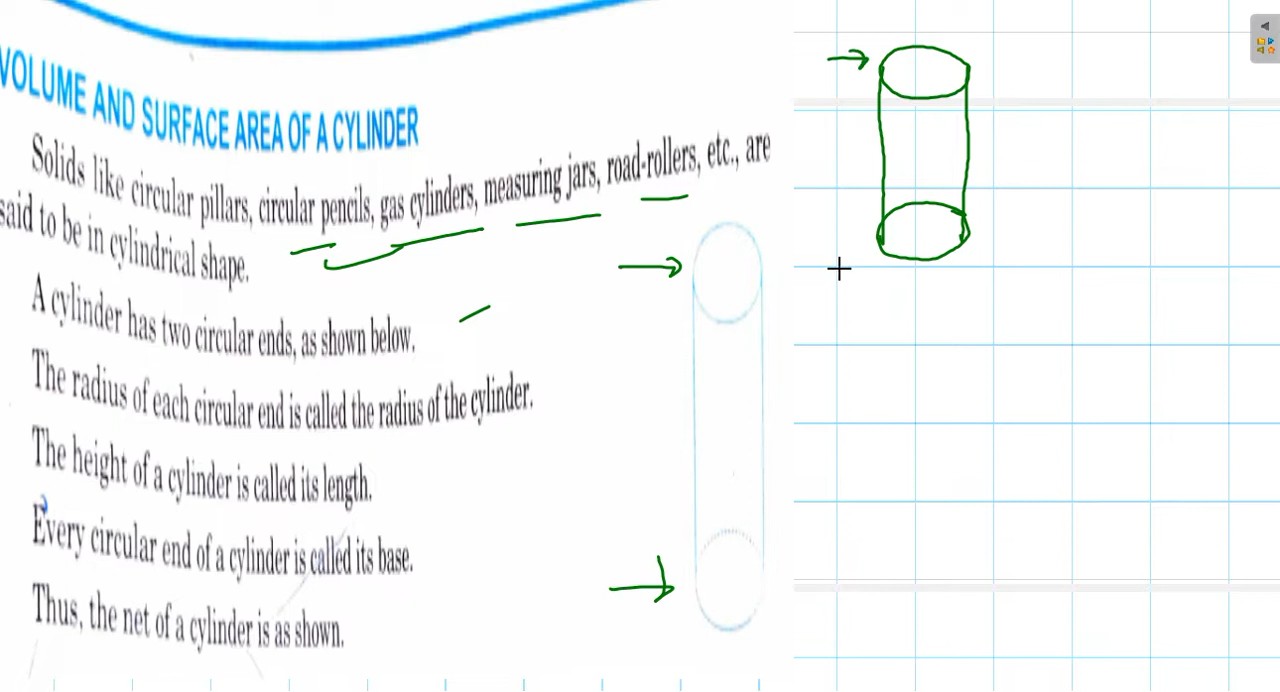 VOLUME AND SURFACE AREA OF A CYLINDER
Solids like circular pillars, circular pencils, gas cylinders, measuring jars, road-rollers, etc., are
said to be in cylindrical shape.
A cylinder has two circular ends, as shown below.
The radius of each circular end is called the radius of the cylinder.
The height of a cylinder is called its length.
Every circular end of a cylinder is called its base.
Thus, the net of a cylinder is as shown.